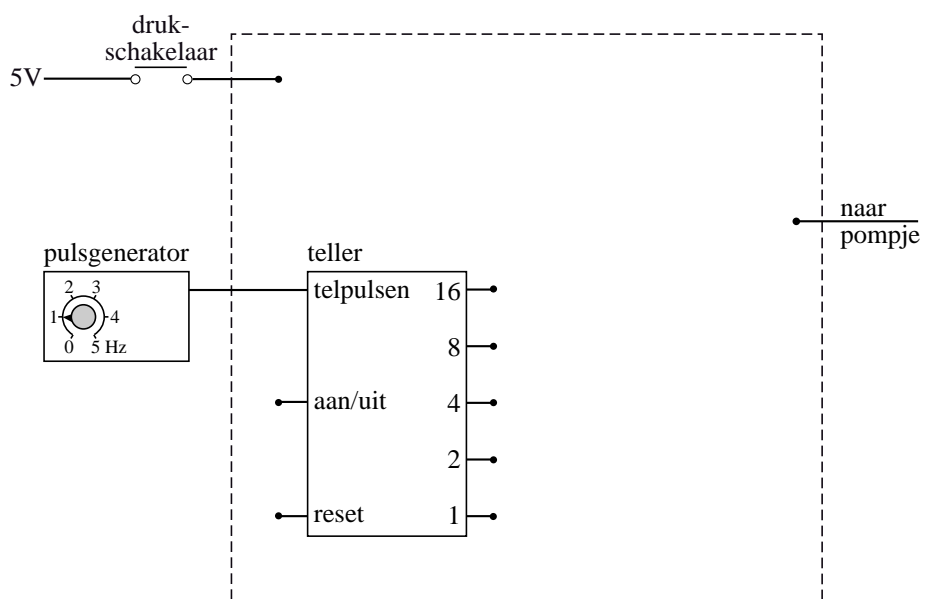 druk-
schakelaar
5V
naar
pompje
pulsgenerator
teller
2 3
1 4
0 5 Hz
telpulsen 16
8
aan/uit 4
2
reset 1